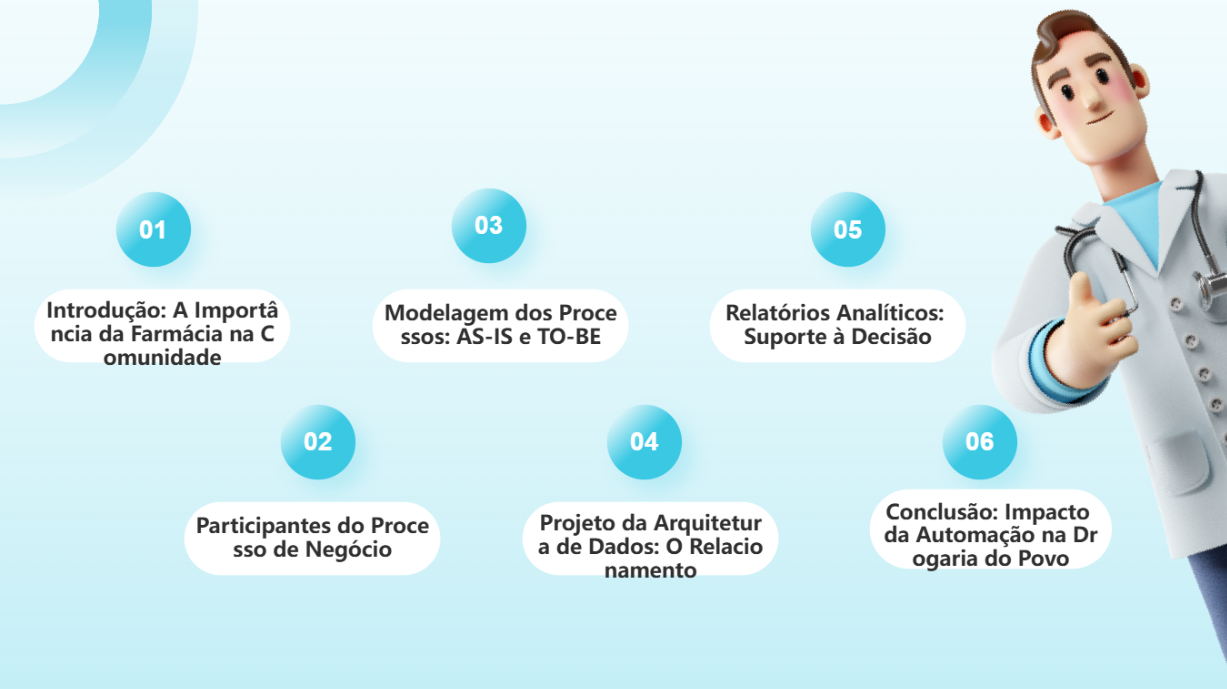 01
Introdução: A Importâ
ncia da Farmácia na C
omunidade
02
Participantes do Proce
sso de Negócio
03
Modelagem dos Proce
ssos: AS-IS e TO-BE
04
Projeto da Arquitetur
a de Dados: O Relacio
namento
05
Relatórios Analíticos:
Suporte à Decisão
06
Conclusão: Impacto
da Automação na Dr
ogaria do Povo